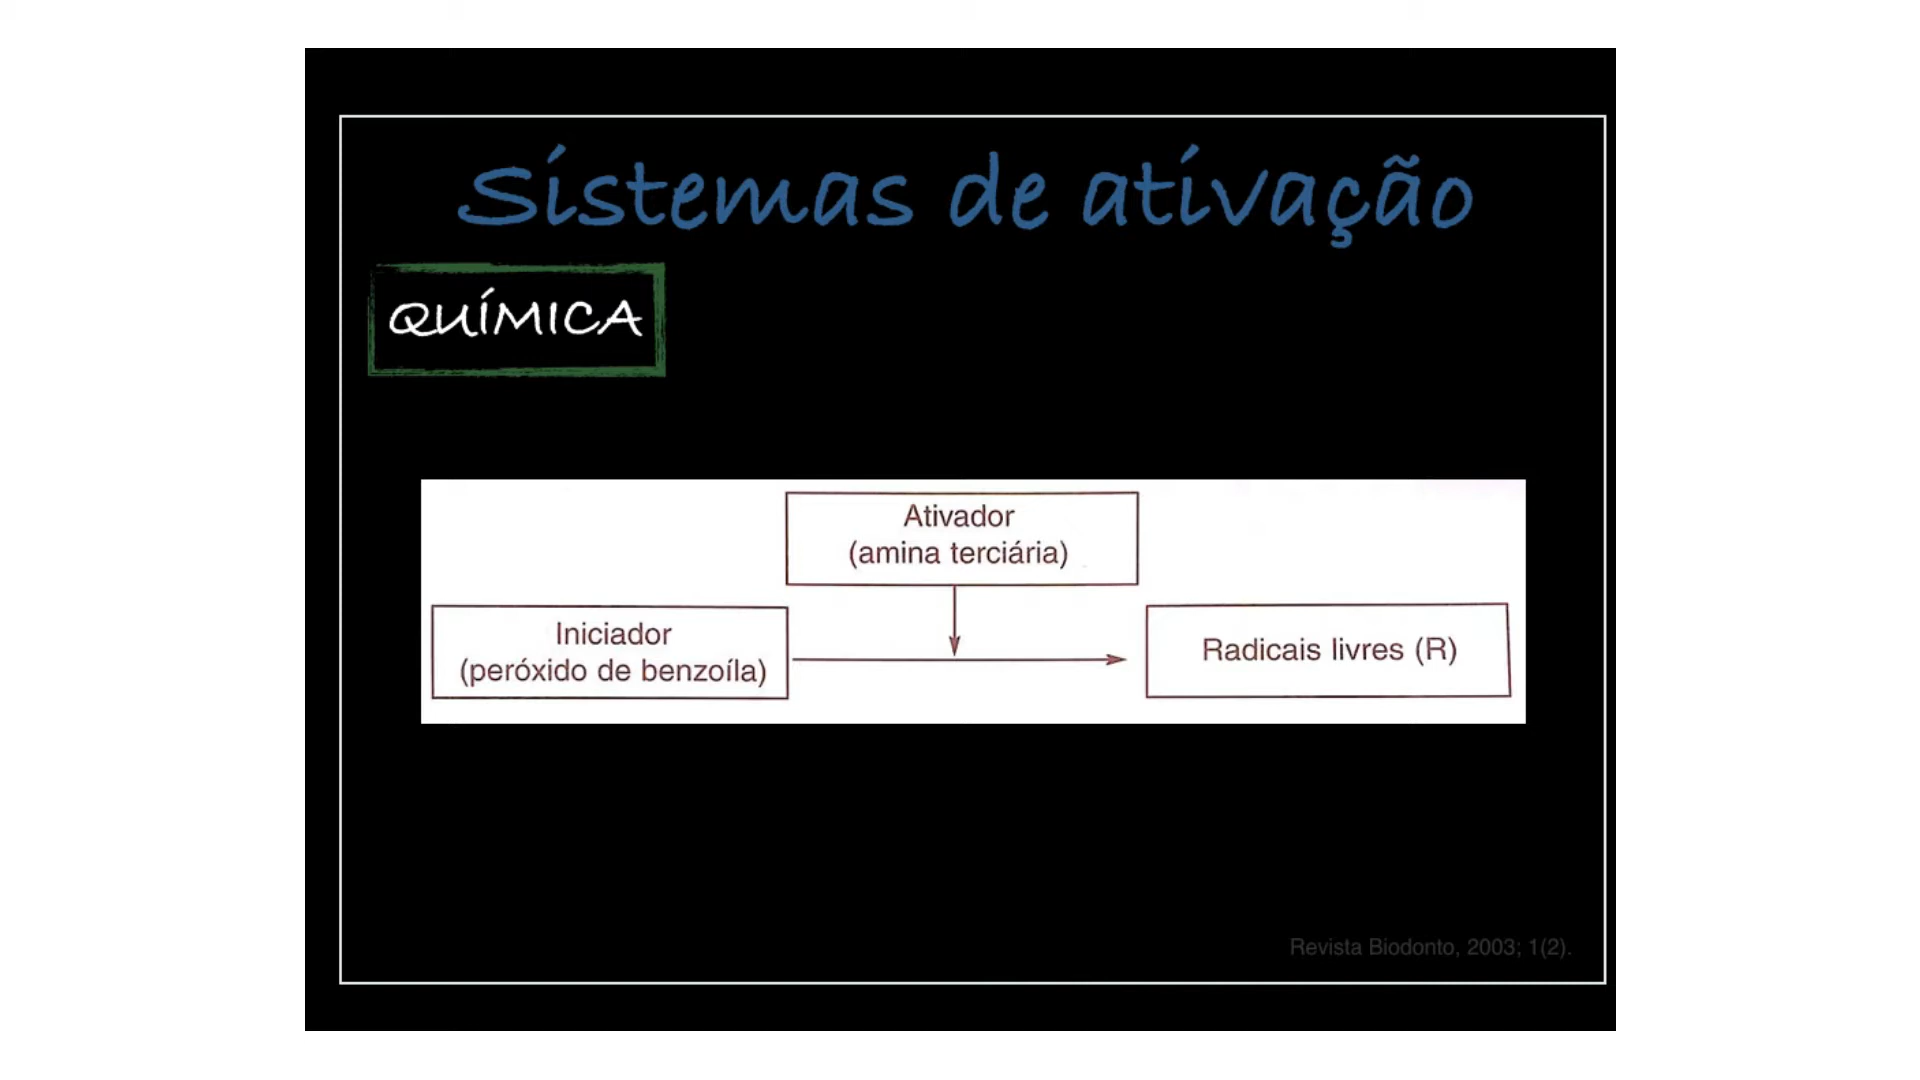 Sistemas de ativação
QUÍMICA
Ativador
(amina terciária)
Iniciador
(peróxido de benzoíla)
Radicais livres (R)
Revista Biodonto, 2003; 1(2).